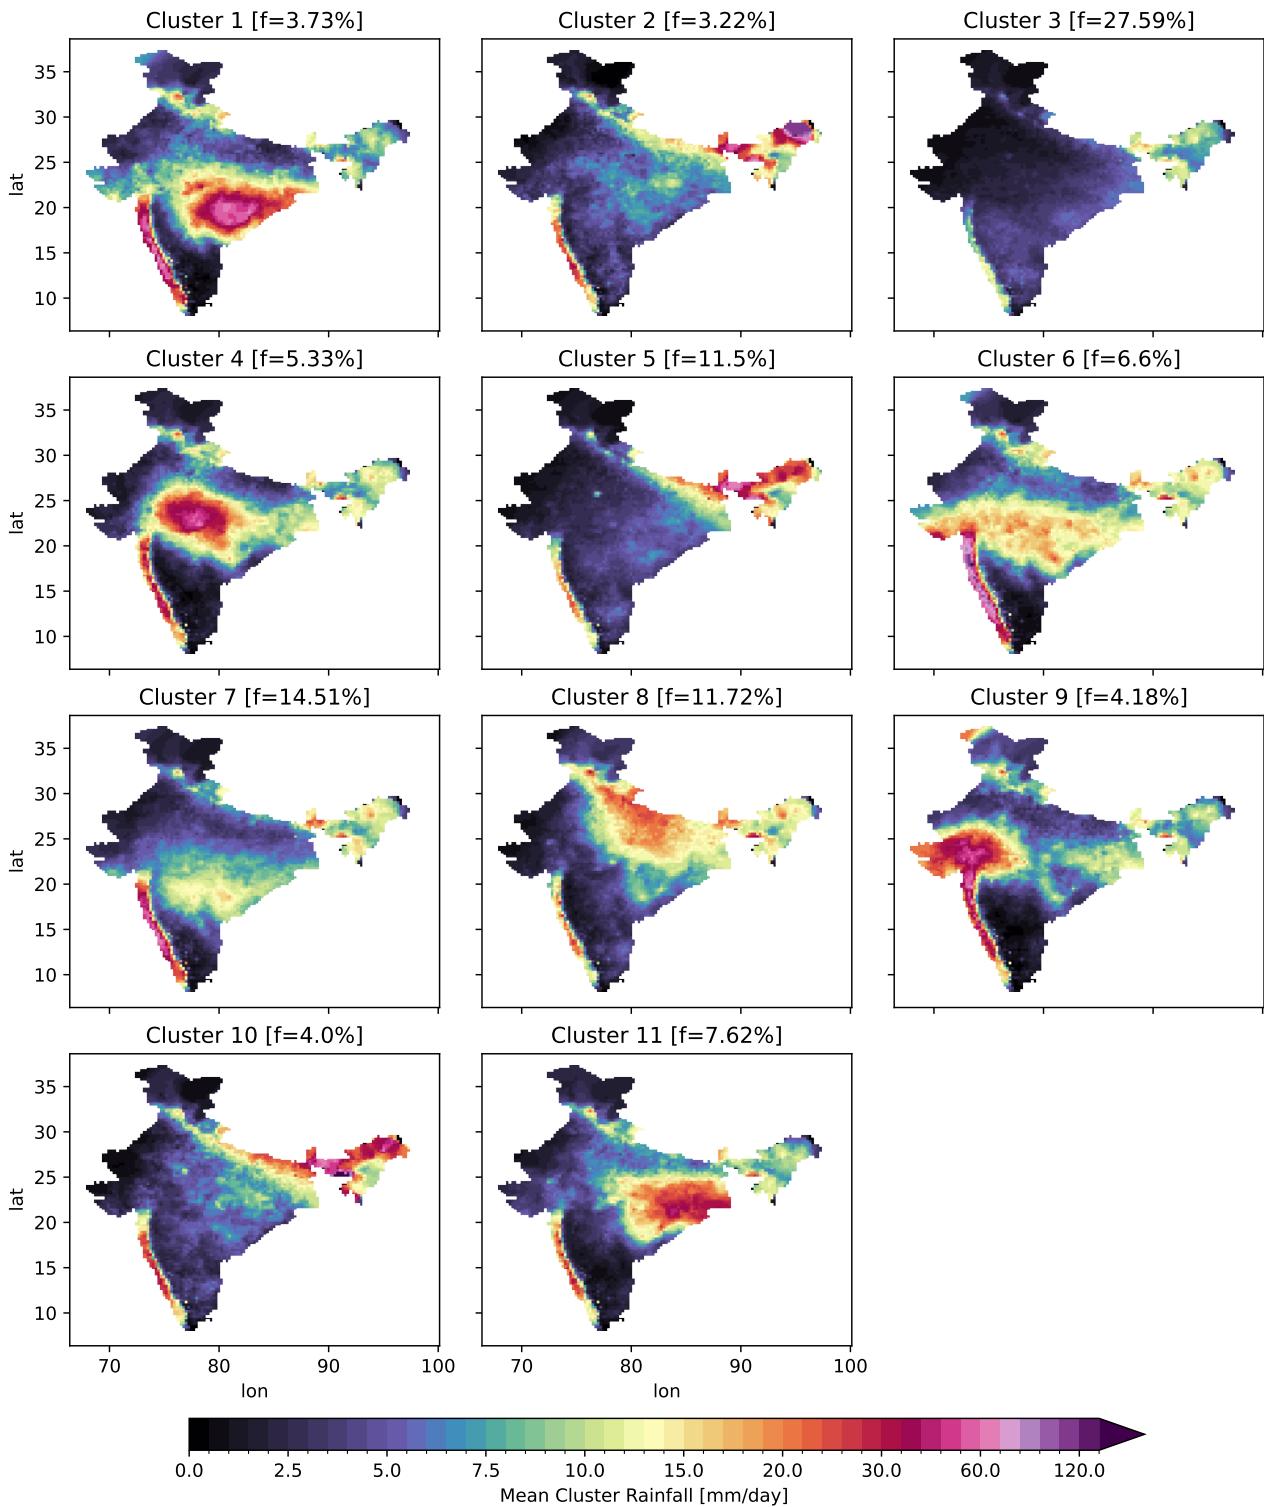 Cluster 1 [f=3.73%] Cluster 2 [f=3.22%] Cluster 3 [f=27.59%]
35
30
25
20
15
10
lat
Cluster 4 [f=5.33%] Cluster 5 [f=11.5%] Cluster 6 [f=6.6%]
35
30
25
20
15
10
lat
Cluster 7 [f=14.51%] Cluster 8 [f=11.72%] Cluster 9 [f=4.18%]
35
30
25
20
15
10
lat
Cluster 10 [f=4.0%] Cluster 11 [f=7.62%]
35
30
25
20
15
10
lat
70 80 90 100 70 80 90 100
lon lon
0.0 2.5 5.0 7.5 10.0 15.0 20.0 30.0 60.0 120.0
Mean Cluster Rainfall [mm/day]